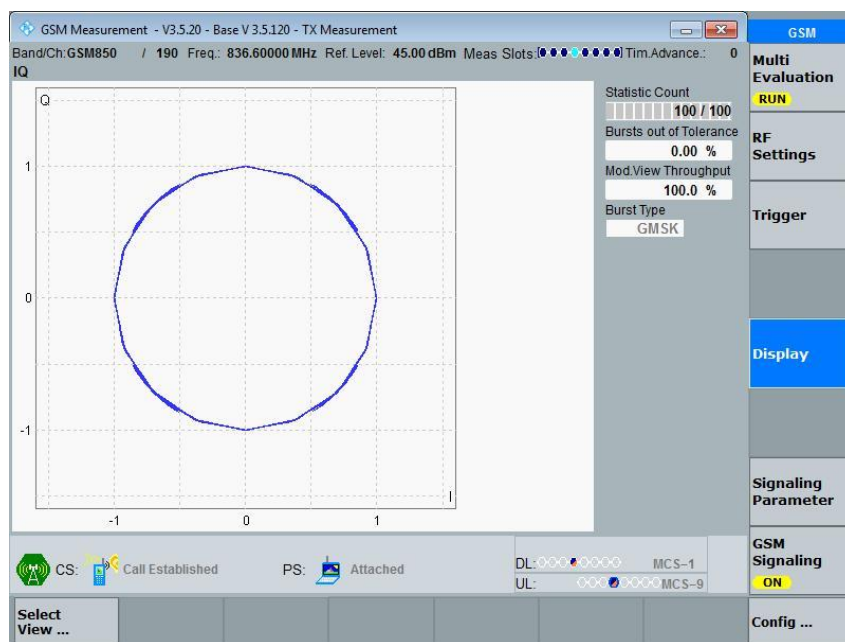 GSM Measurement - V3.5.20 - Base V 3.5.120 - TX Measurement
GSM
Band/Ch:GSM850 / 190 Freq.: 836.60000 MHz Ref. Level: 45.00 dBm Meas Slots: Tim.Advance.: 0
IQ
Multi
Evaluation
RUN
Statistic Count
100 / 100
Bursts out of Tolerance
0.00 %
Mod.View Throughput
100.0 %
Burst Type
GMSK
RF
Settings
Trigger
Display
Q
1
0
-1
I
-1 0 1
Signaling
Parameter
GSM
Signaling
ON
CS: Call Established PS: Attached
DL: MCS-1
UL: MCS-9
Select
View ...
Config ...